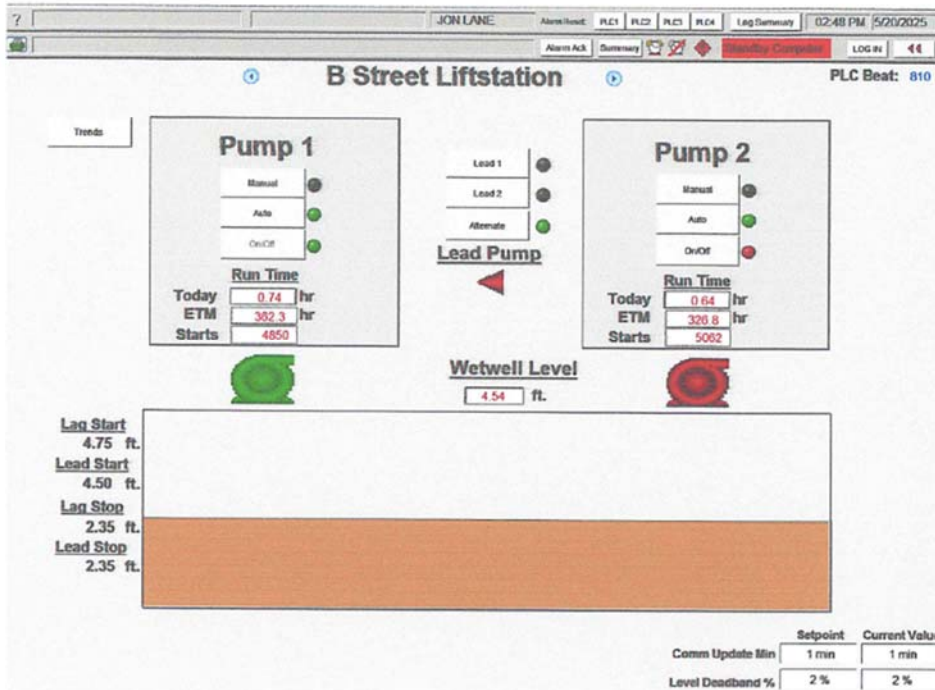 ?
JON LANE
Alarm Reset: PLC1 PLC2 PLC3 PLC4 Log Summary 02:48 PM 5/20/2025
Alarm Ack Summary Standby Computer LOG IN
B Street Liftstation
PLC Beat: 810
Trends
Pump 1
Manual
Auto
On/Off
Run Time
Today 0.74 hr
ETM 362.3 hr
Starts 4850
Lead 1
Lead 2
Alternate
Lead Pump
Pump 2
Manual
Auto
On/Off
Run Time
Today 0.64 hr
ETM 326.8 hr
Starts 5062
Wetwell Level
4.54 ft.
Lag Start
4.75 ft.
Lead Start
4.50 ft.
Lag Stop
2.35 ft.
Lead Stop
2.35 ft.
Setpoint Current Value
Comm Update Min 1 min 1 min
Level Deadband % 2 % 2 %